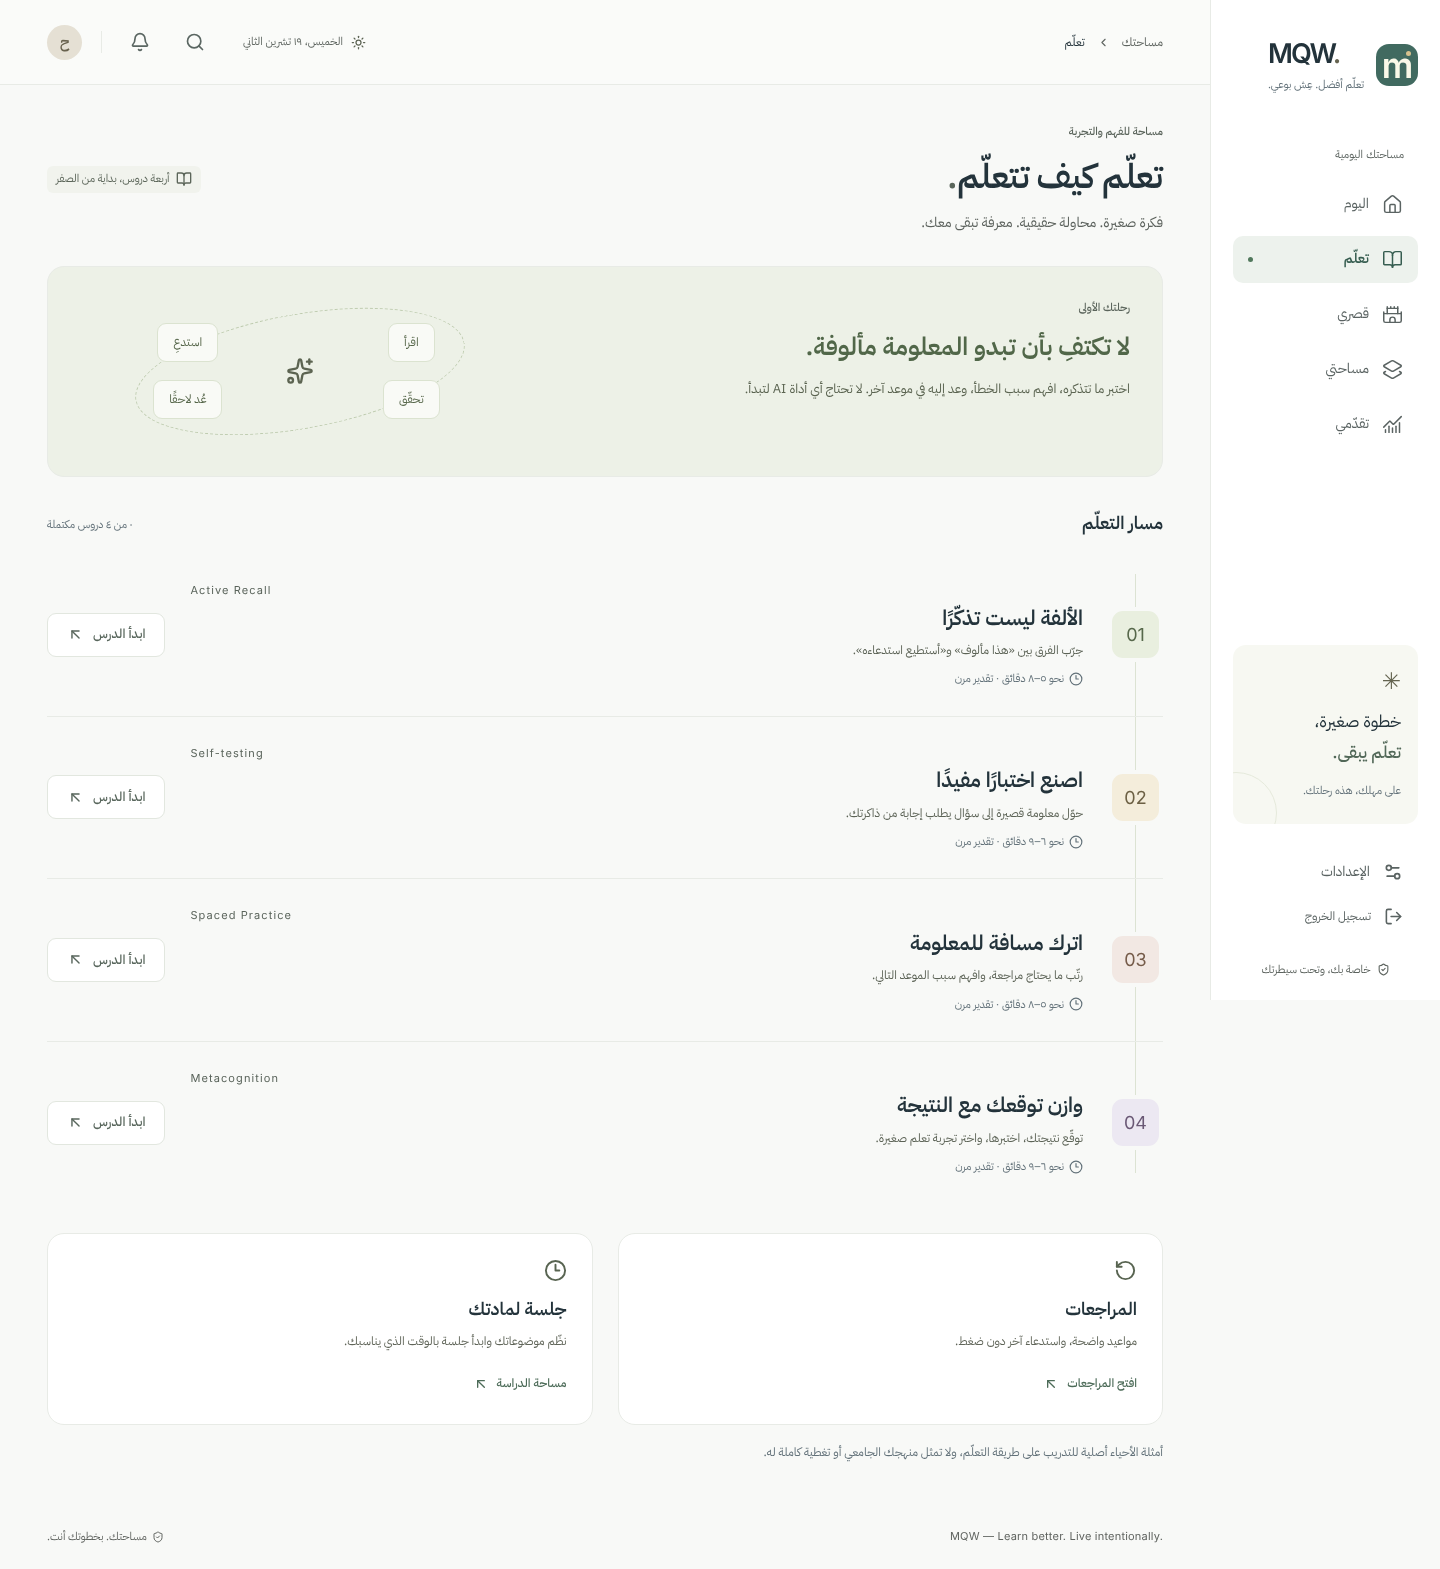 MQW.
تعلّم أفضل. عِش بوعي.
مساحتك اليومية
اليوم
تعلّم
قصري
مساحتي
تقدّمي
خطوة صغيرة،
تعلّم يبقى.
على مهلك، هذه رحلتك.
الإعدادات
تسجيل الخروج
خاصة بك، وتحت سيطرتك
مساحتك
تعلّم
الخميس، ١٩ تشرين الثاني
ح
مساحة للفهم والتجربة
تعلّم كيف تتعلّم.
فكرة صغيرة. محاولة حقيقية. معرفة تبقى معك.
أربعة دروس، بداية من الصفر
رحلتك الأولى
لا تكتفِ بأن تبدو المعلومة مألوفة.
اختبر ما تتذكره، افهم سبب الخطأ، وعد إليه في موعد آخر. لا تحتاج أي أداة AI لتبدأ.
اقرأ
استدعِ
تحقّق
عُد لاحقًا
مسار التعلّم
٠ من ٤ دروس مكتملة
01
Active Recall
الألفة ليست تذكّرًا
جرّب الفرق بين «هذا مألوف» و«أستطيع استدعاءه».
نحو ٥–٨ دقائق · تقدير مرن
ابدأ الدرس
02
Self-testing
اصنع اختبارًا مفيدًا
حوّل معلومة قصيرة إلى سؤال يطلب إجابة من ذاكرتك.
نحو ٦–٩ دقائق · تقدير مرن
ابدأ الدرس
03
Spaced Practice
اترك مسافة للمعلومة
رتّب ما يحتاج مراجعة، وافهم سبب الموعد التالي.
نحو ٥–٨ دقائق · تقدير مرن
ابدأ الدرس
04
Metacognition
وازن توقعك مع النتيجة
توقّع نتيجتك، اختبرها، واختر تجربة تعلم صغيرة.
نحو ٦–٩ دقائق · تقدير مرن
ابدأ الدرس
المراجعات
مواعيد واضحة، واستدعاء آخر دون ضغط.
افتح المراجعات
جلسة لمادتك
نظّم موضوعاتك وابدأ جلسة بالوقت الذي يناسبك.
مساحة الدراسة
أمثلة الأحياء أصلية للتدريب على طريقة التعلّم، ولا تمثل منهجك الجامعي أو تغطية كاملة له.
MQW — Learn better. Live intentionally.
مساحتك. بخطوتك أنت.